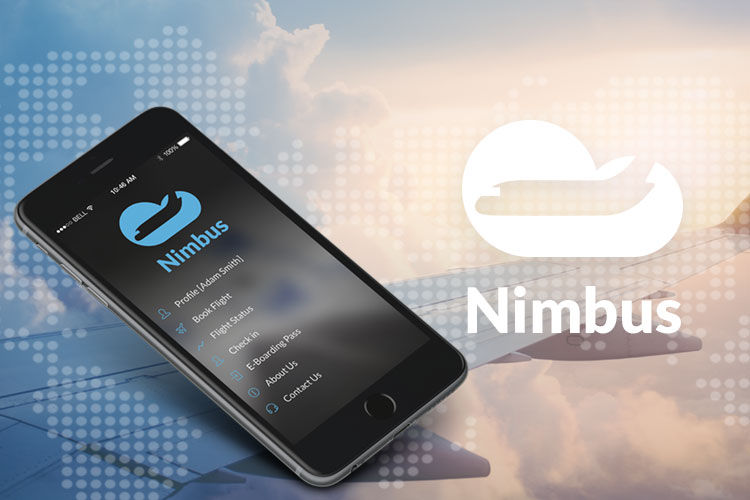 BELL
10:46 AM
100%
Nimbus
Profile [Adam Smith]
Book Flight
Flight Status
Check in
E-Boarding Pass
About Us
Contact Us
Nimbus